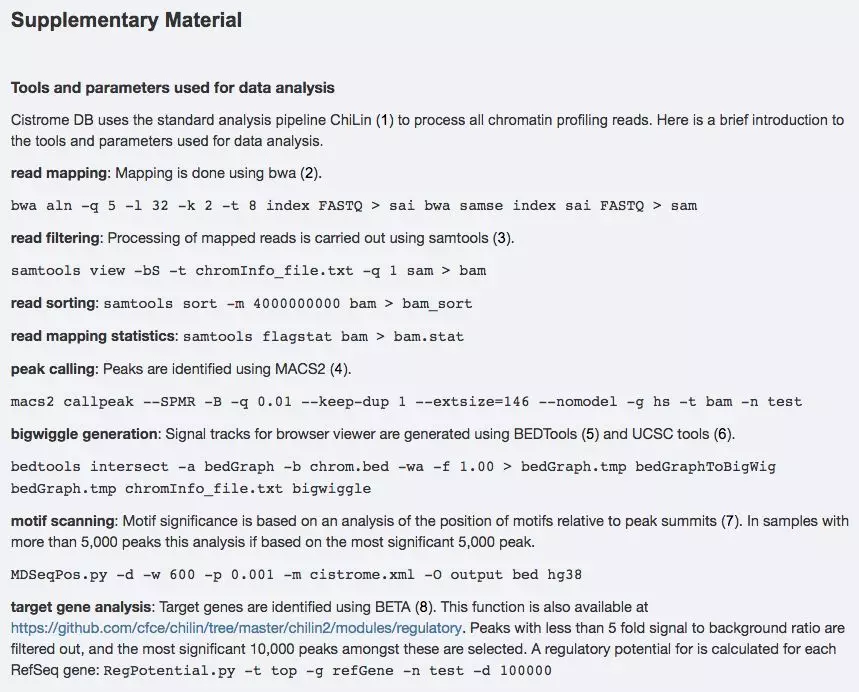 Supplementary Material
Tools and parameters used for data analysis
Cistrome DB uses the standard analysis pipeline ChiLin (1) to process all chromatin profiling reads. Here is a brief introduction to
the tools and parameters used for data analysis.
read mapping: Mapping is done using bwa (2).
bwa aln -q 5 -l 32 -k 2 -t 8 index FASTQ > sai bwa samse index sai FASTQ > sam
read filtering: Processing of mapped reads is carried out using samtools (3).
samtools view -bS -t chromInfo_file.txt -q 1 sam > bam
read sorting: samtools sort -m 4000000000 bam > bam_sort
read mapping statistics: samtools flagstat bam > bam.stat
peak calling: Peaks are identified using MACS2 (4).
macs2 callpeak --SPMR -B -q 0.01 --keep-dup 1 --extsize=146 --nomodel -g hs -t bam -n test
bigwiggle generation: Signal tracks for browser viewer are generated using BEDTools (5) and UCSC tools (6).
bedtools intersect -a bedGraph -b chrom.bed -wa -f 1.00 > bedGraph.tmp bedGraphToBigWig
bedGraph.tmp chromInfo_file.txt bigwiggle
motif scanning: Motif significance is based on an analysis of the position of motifs relative to peak summits (7). In samples with
more than 5,000 peaks this analysis if based on the most significant 5,000 peak.
MDSeqPos.py -d -w 600 -p 0.001 -m cistrome.xml -O output bed hg38
target gene analysis: Target genes are identified using BETA (8). This function is also available at
https://github.com/cfce/chilin/tree/master/chilin2/modules/regulatory. Peaks with less than 5 fold signal to background ratio are
filtered out, and the most significant 10,000 peaks amongst these are selected. A regulatory potential for is calculated for each
RefSeq gene: RegPotential.py -t top -g refGene -n test -d 100000